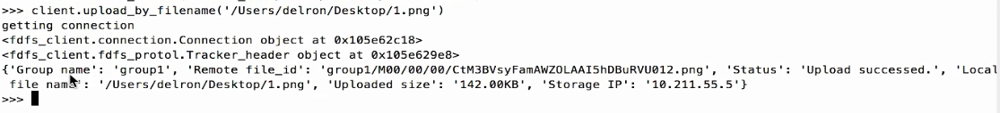 >>> client.upload_by_filename('/Users/delron/Desktop/1.png')
getting connection
<fdfs_client.connection.Connection object at 0x105e62c18>
<fdfs_client.fdfs_protol.Tracker_header object at 0x105e629e8>
{'Group name': 'group1', 'Remote file_id': 'group1/M00/00/00/CtM3BVsyFamAWZOLAAI5hDBuRVU012.png', 'Status': 'Upload successed.', 'Local
 file name': '/Users/delron/Desktop/1.png', 'Uploaded size': '142.00KB', 'Storage IP': '10.211.55.5'}
>>>